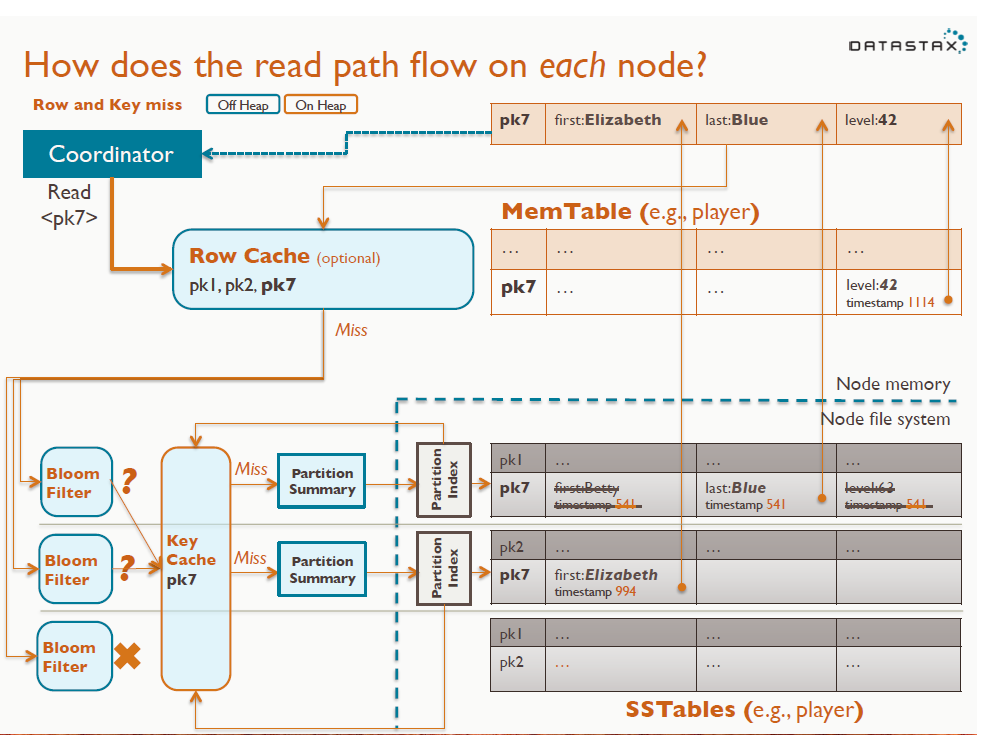 DATASTAX
How does the read path flow on each node?
Row and Key miss
Off Heap
On Heap
pk7 first:Elizabeth last:Blue level:42
Coordinator
Read
<pk7>
MemTable (e.g., player)
… … … …
pk7 … … level:42
timestamp 1114
Row Cache (optional)
pk1, pk2, pk7
Miss
Node memory
Node file system
Bloom
Filter
?
Miss
Partition
Summary
Partition
Index
pk1 … … …
pk7 first:Betty last:Blue level:63
timestamp 541 timestamp 541 timestamp 541
Key
Cache
pk7
Bloom
Filter
?
Miss
Partition
Summary
Partition
Index
pk2 … … …
pk7 first:Elizabeth
timestamp 994
Bloom
Filter
pk1 … … …
pk2 … … …
SSTables (e.g., player)